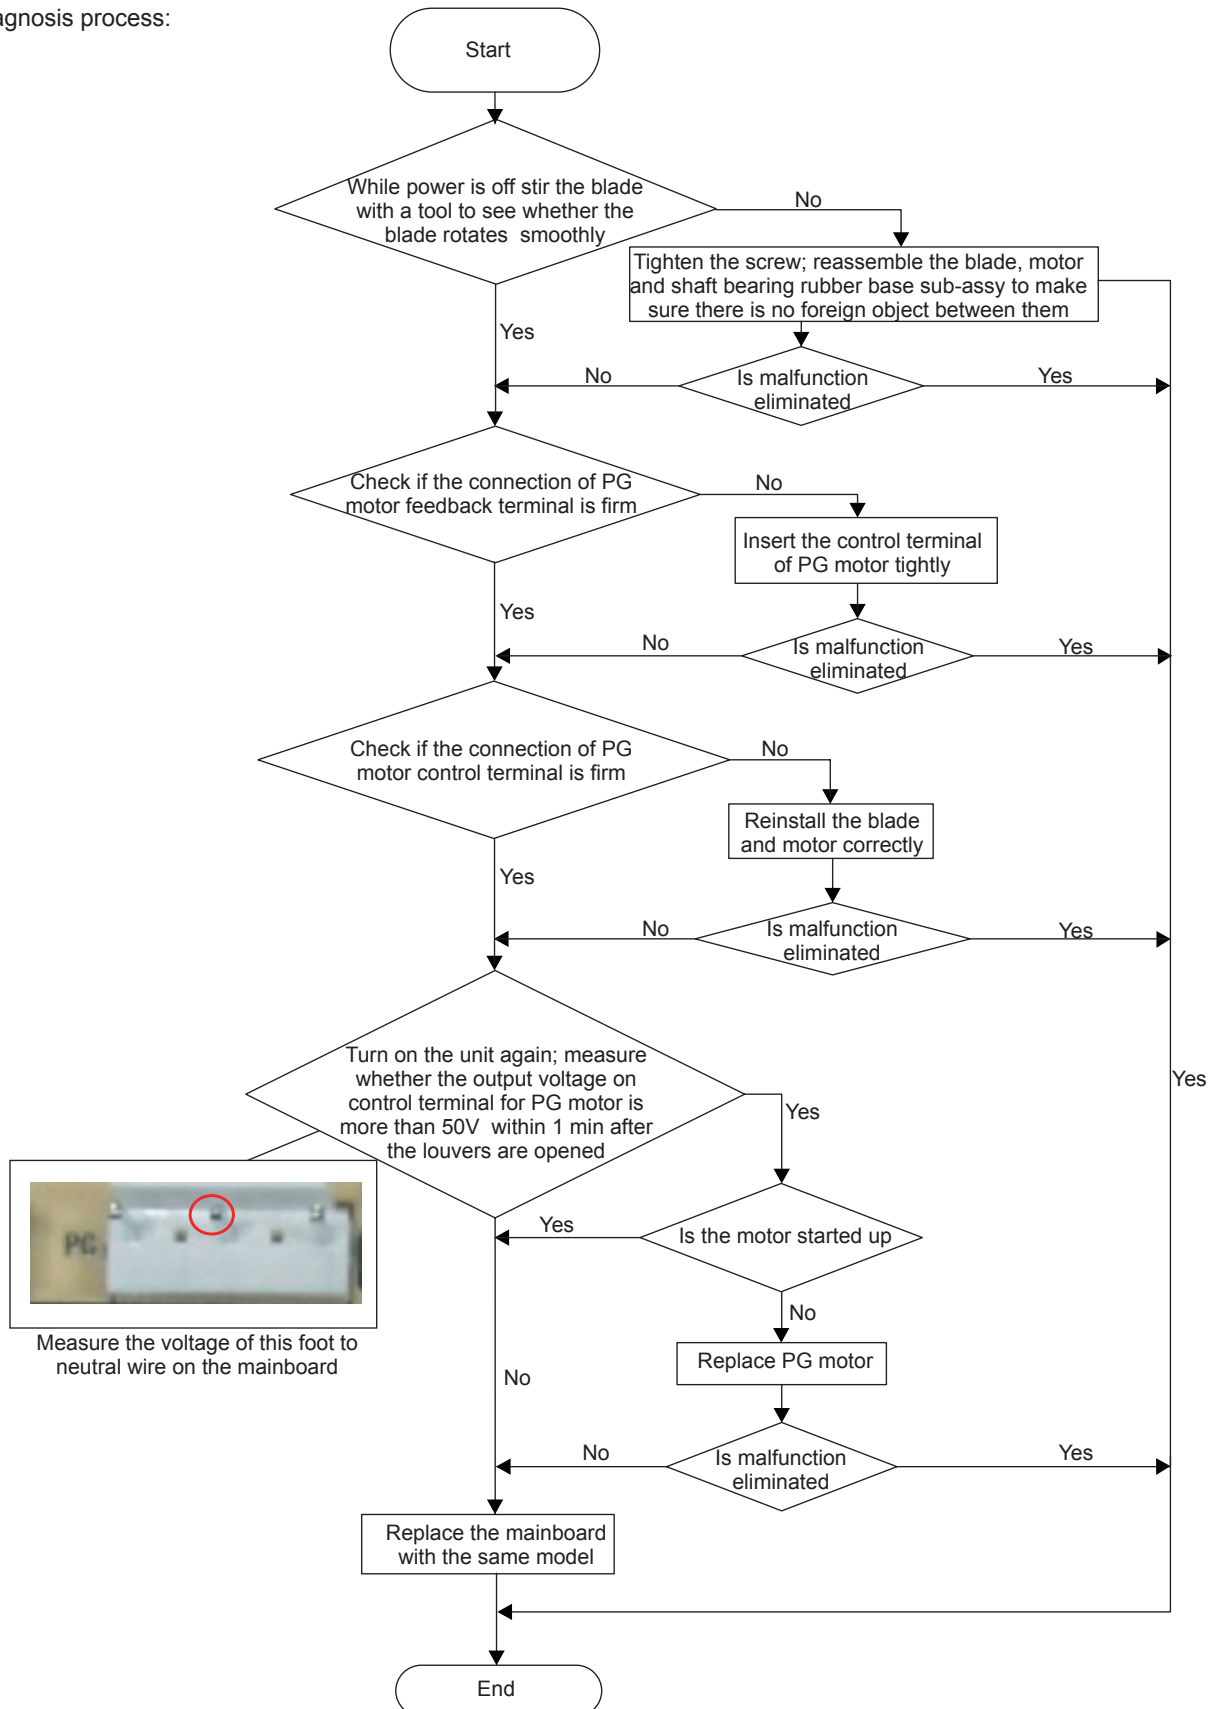 agnosis process:
Start
While power is off stir the blade
with a tool to see whether the
blade rotates smoothly
No
Tighten the screw; reassemble the blade, motor
and shaft bearing rubber base sub-assy to make
sure there is no foreign object between them
Yes
No
Is malfunction
eliminated
Yes
Check if the connection of PG
motor feedback terminal is firm
No
Insert the control terminal
of PG motor tightly
Yes
No
Is malfunction
eliminated
Yes
Check if the connection of PG
motor control terminal is firm
No
Reinstall the blade
and motor correctly
Yes
No
Is malfunction
eliminated
Yes
Turn on the unit again; measure
whether the output voltage on
control terminal for PG motor is
more than 50V within 1 min after
the louvers are opened
Yes
Yes
PG
Measure the voltage of this foot to
neutral wire on the mainboard
Yes
Is the motor started up
No
Replace PG motor
No
No
Is malfunction
eliminated
Yes
Replace the mainboard
with the same model
End